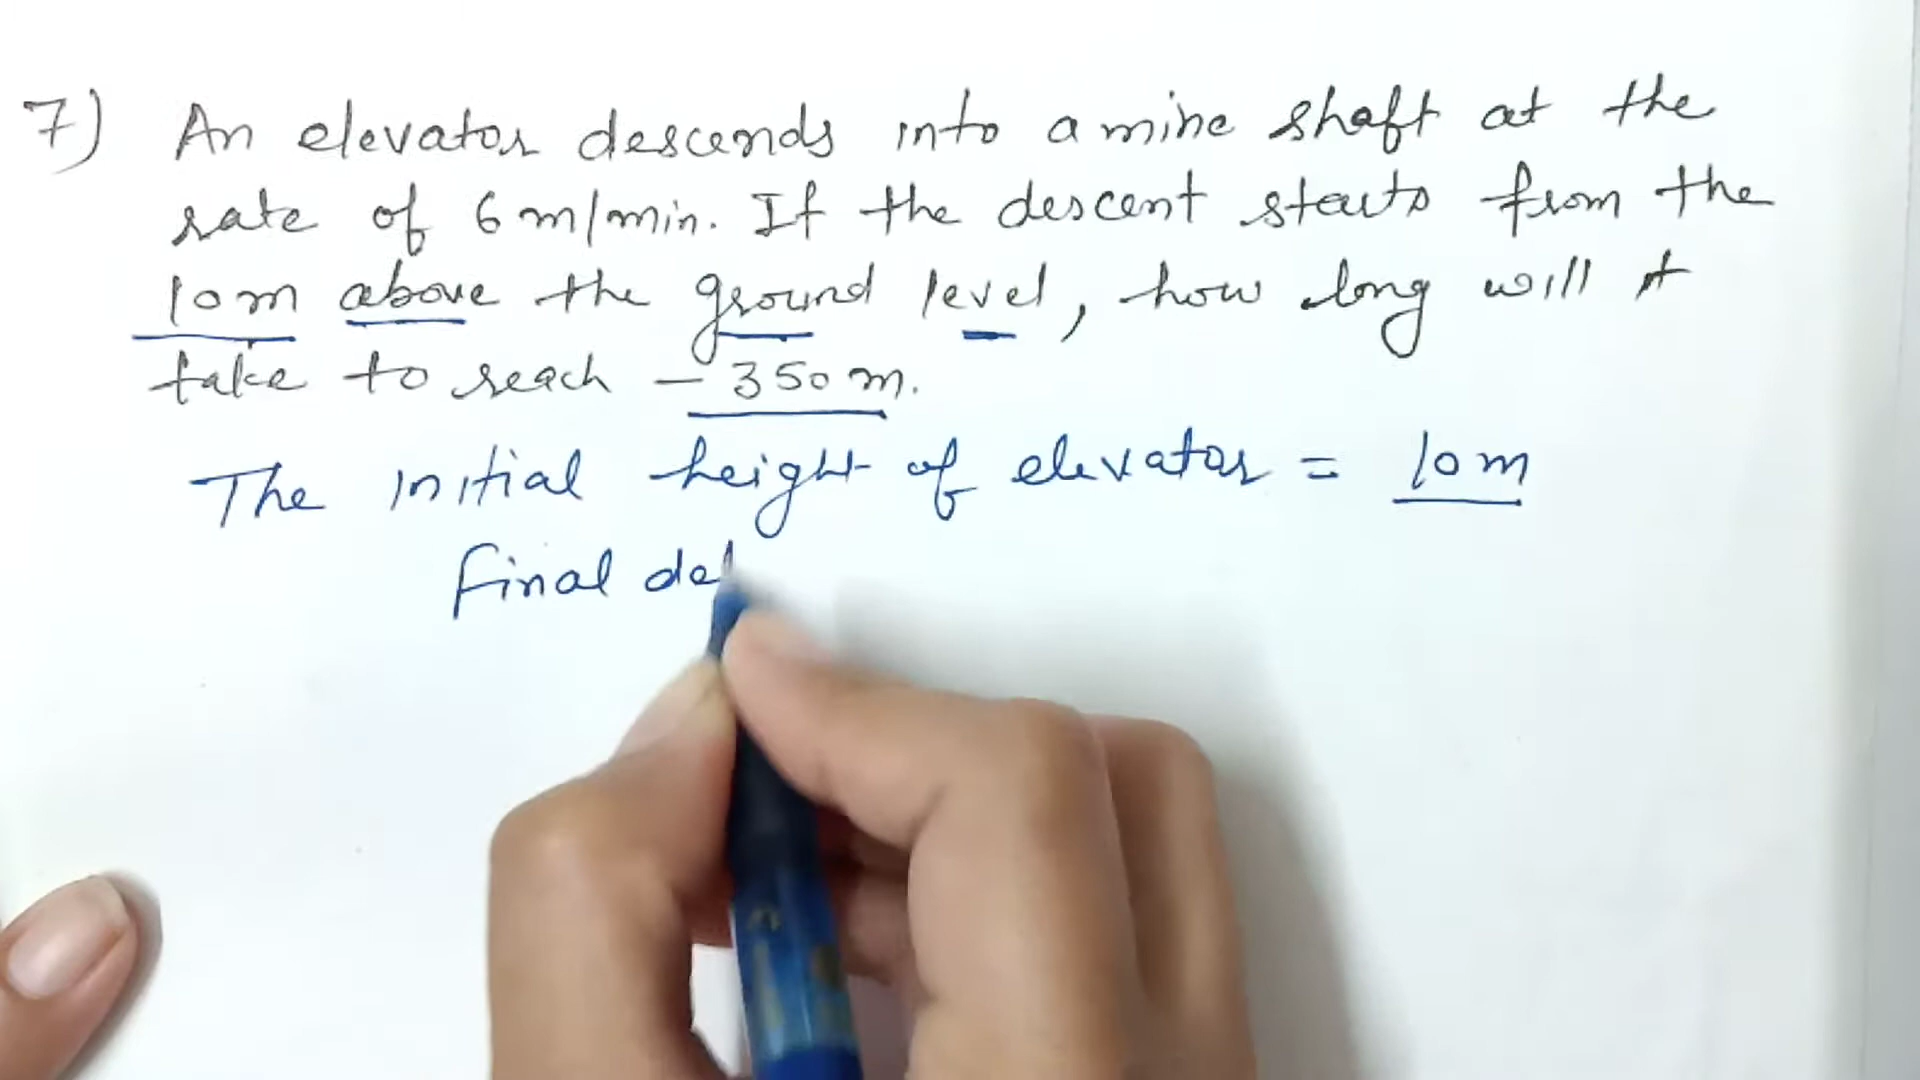 7) An elevator descends into a mine shaft at the
rate of 6 m/min. If the descent starts from the
10m above the ground level, how long will it
take to reach - 350 m.
The initial height of elevator = 10m
final de